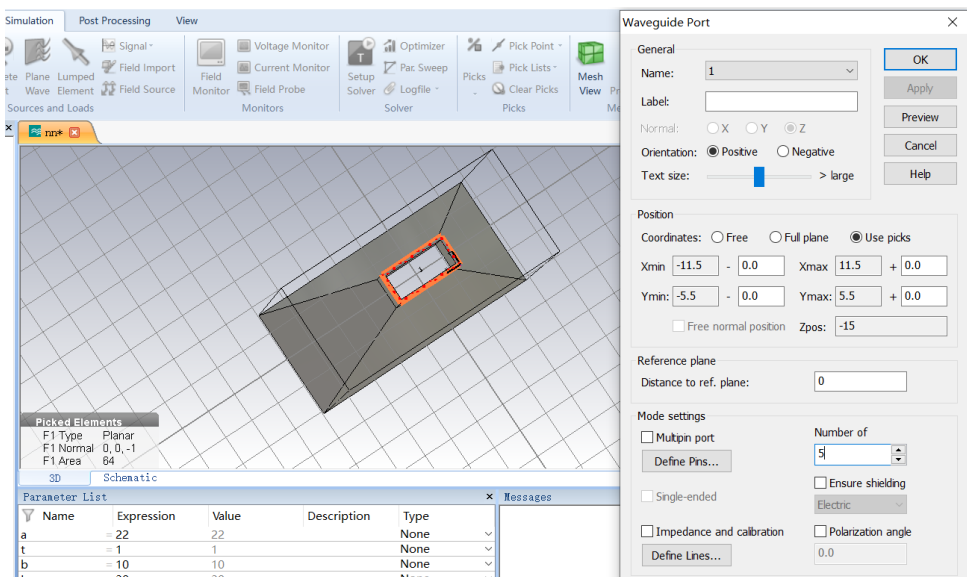 Simulation Post Processing View
Signal
Field Import
Field Source
Plane Wave
Lumped Element
Sources and Loads
Field Monitor
Voltage Monitor
Current Monitor
Field Probe
Monitors
Setup Solver
Optimizer
Par. Sweep
Logfile
Solver
Picks
Pick Point
Pick Lists
Clear Picks
Picks
Mesh View
nn*
Picked Elements
F1 Type Planar
F1 Normal 0, 0, -1
F1 Area 64
3D Schematic
Parameter List
Name Expression Value Description Type
a = 22 22 None
t = 1 1 None
b = 10 10 None
Messages
Waveguide Port
General
Name: 1
Label:
Normal: X Y Z
Orientation: Positive Negative
Text size: > large
OK
Apply
Preview
Cancel
Help
Position
Coordinates: Free Full plane Use picks
Xmin -11.5 - 0.0 Xmax 11.5 + 0.0
Ymin: -5.5 - 0.0 Ymax: 5.5 + 0.0
Free normal position Zpos: -15
Reference plane
Distance to ref. plane: 0
Mode settings
Multipin port
Define Pins...
Number of
5
Single-ended
Ensure shielding
Electric
Impedance and calibration
Define Lines...
Polarization angle
0.0